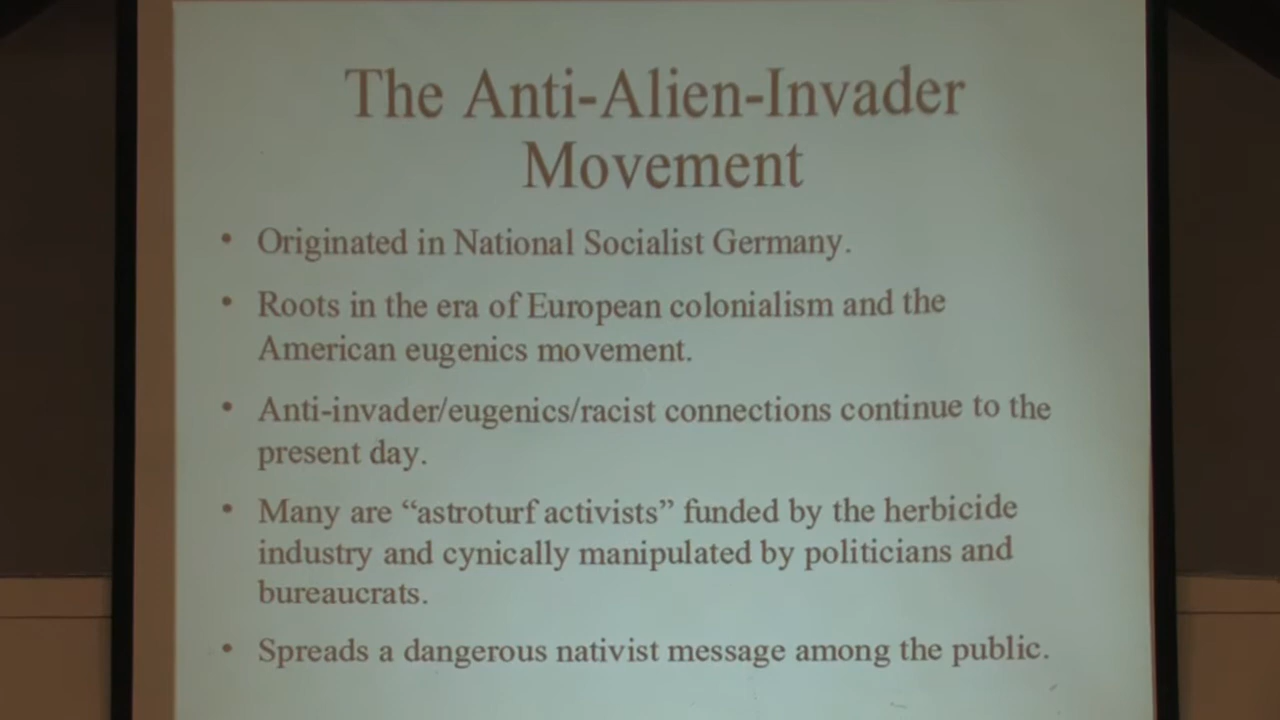 The Anti-Alien-Invader
Movement
• Originated in National Socialist Germany.
• Roots in the era of European colonialism and the
American eugenics movement.
• Anti-invader/eugenics/racist connections continue to the
present day.
• Many are “astroturf activists” funded by the herbicide
industry and cynically manipulated by politicians and
bureaucrats.
• Spreads a dangerous nativist message among the public.